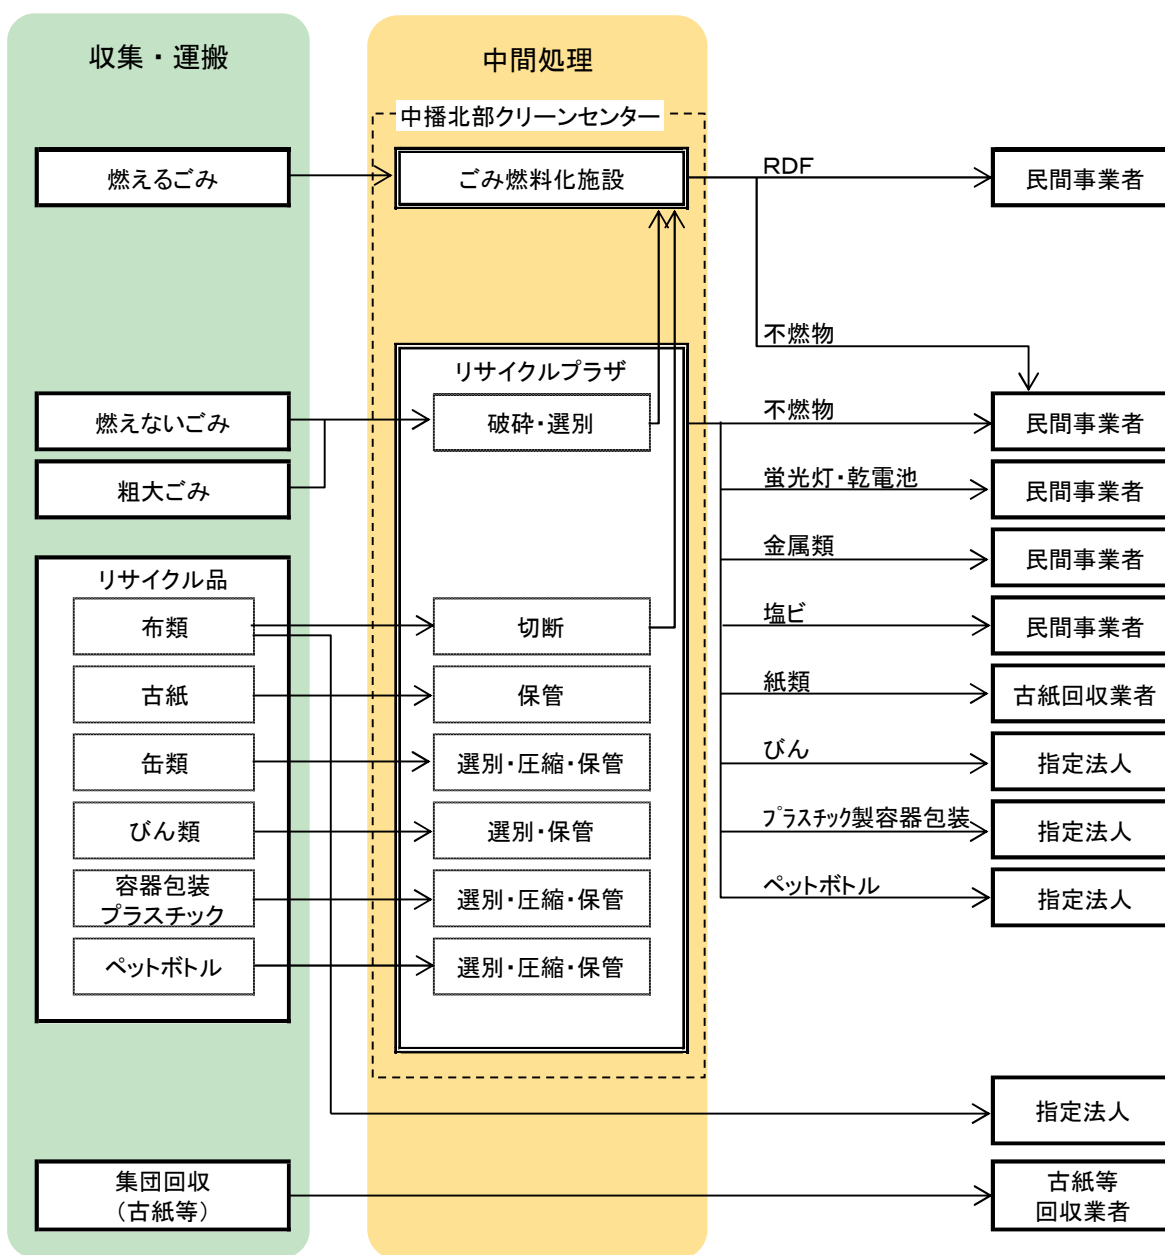 収集・運搬
中間処理
中播北部クリーンセンター
燃えるごみ
ごみ燃料化施設
RDF
民間事業者
不燃物
リサイクルプラザ
燃えないごみ
破砕・選別
不燃物
民間事業者
粗大ごみ
蛍光灯・乾電池
民間事業者
金属類
民間事業者
リサイクル品
布類
切断
塩ビ
民間事業者
古紙
保管
紙類
古紙回収業者
缶類
選別・圧縮・保管
びん
指定法人
びん類
選別・保管
プラスチック製容器包装
指定法人
容器包装
プラスチック
選別・圧縮・保管
ペットボトル
指定法人
ペットボトル
選別・圧縮・保管
指定法人
集団回収
（古紙等）
古紙等
回収業者